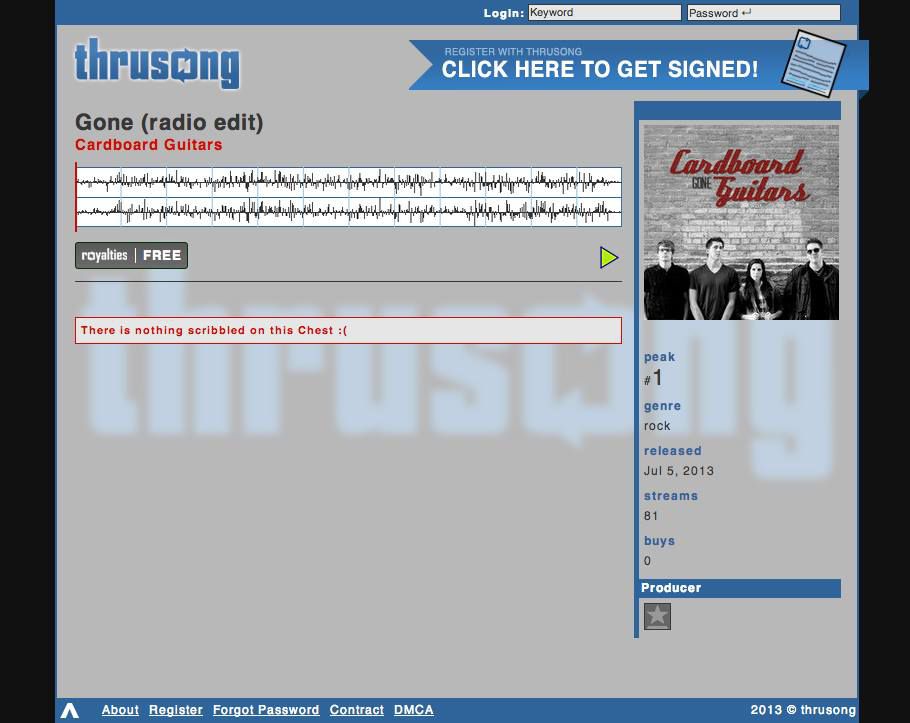 Login: Keyword Password ↵
thrusong
REGISTER WITH THRUSONG
CLICK HERE TO GET SIGNED!
Gone (radio edit)
Cardboard Guitars
royalties | FREE
There is nothing scribbled on this Chest :(
thrusong
Cardboard
GONE Guitars
peak
#1
genre
rock
released
Jul 5, 2013
streams
81
buys
0
Producer
About Register Forgot Password Contract DMCA
2013 © thrusong